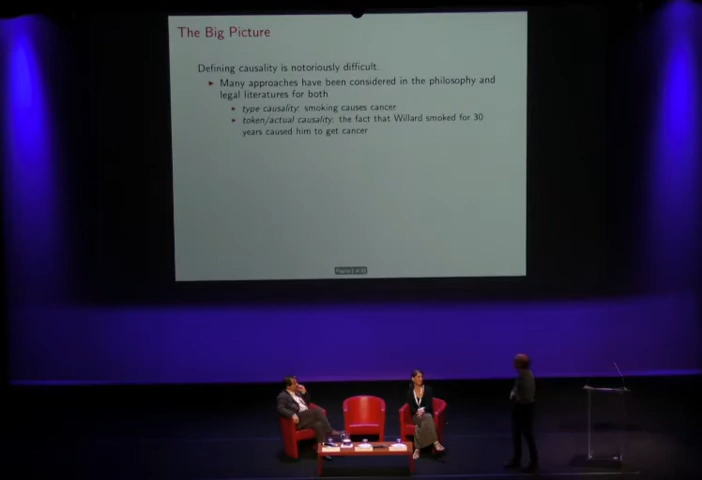 The Big Picture
Defining causality is notoriously difficult.
▸ Many approaches have been considered in the philosophy and
legal literatures for both
▸ type causality: smoking causes cancer
▸ token/actual causality: the fact that Willard smoked for 30
years caused him to get cancer